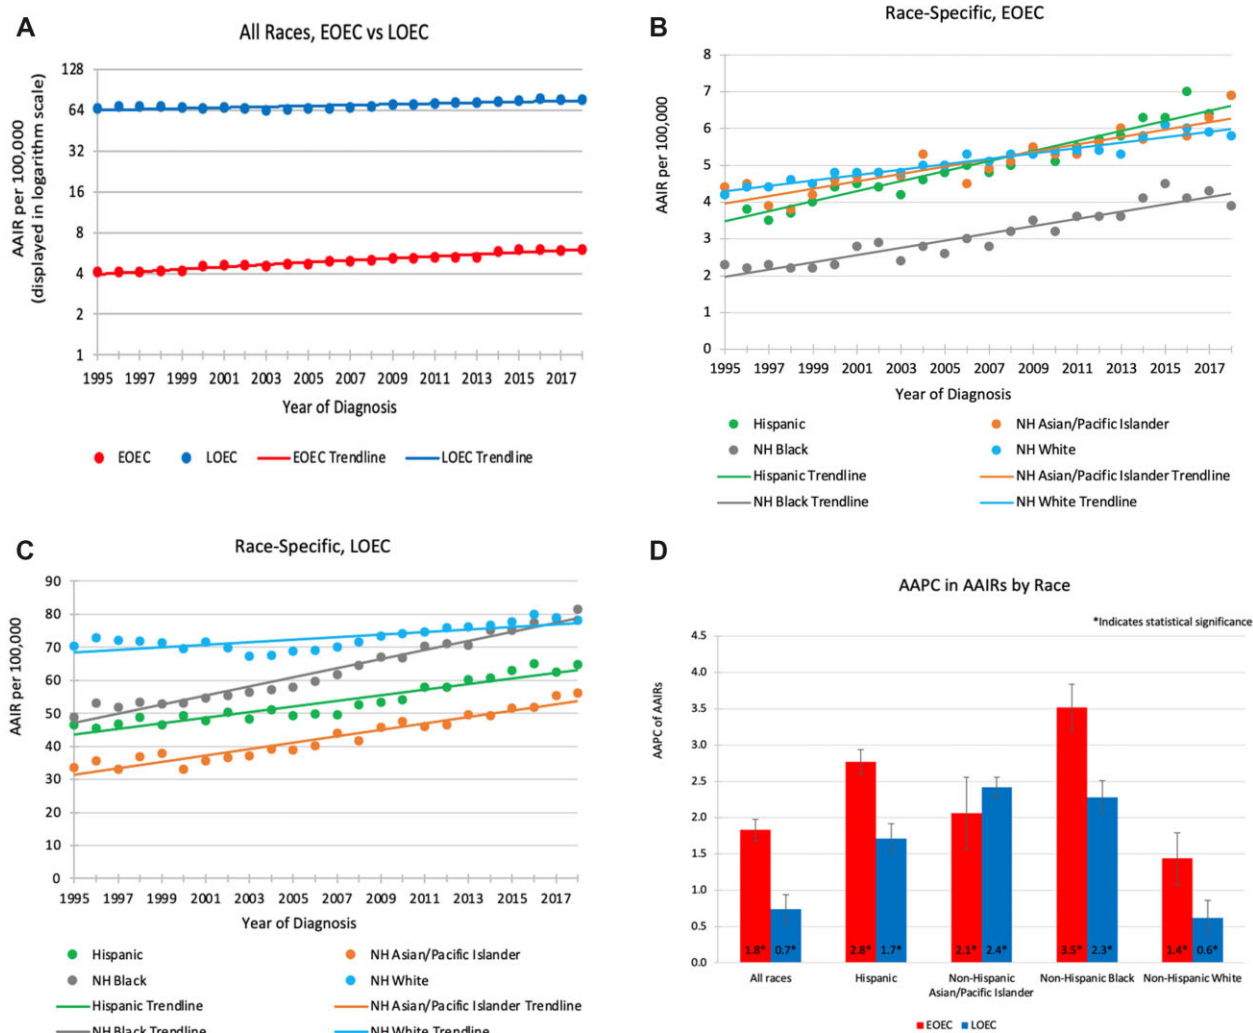 A
All Races, EOEC vs LOEC
AAIR per 100,000
(displayed in logarithm scale)
128
64
32
16
8
4
2
1
1995 1997 1999 2001 2003 2005 2007 2009 2011 2013 2015 2017
Year of Diagnosis
EOEC LOEC EOEC Trendline LOEC Trendline
B
Race-Specific, EOEC
AAIR per 100,000
8
7
6
5
4
3
2
1
0
1995 1997 1999 2001 2003 2005 2007 2009 2011 2013 2015 2017
Year of Diagnosis
Hispanic NH Asian/Pacific Islander
NH Black NH White
Hispanic Trendline NH Asian/Pacific Islander Trendline
NH Black Trendline NH White Trendline
C
Race-Specific, LOEC
AAIR per 100,000
90
80
70
60
50
40
30
20
10
0
1995 1997 1999 2001 2003 2005 2007 2009 2011 2013 2015 2017
Year of Diagnosis
Hispanic NH Asian/Pacific Islander
NH Black NH White
Hispanic Trendline NH Asian/Pacific Islander Trendline
NH Black Trendline NH White Trendline
D
AAPC in AAIRs by Race
*Indicates statistical significance
AAPC of AAIRs
4.5
4.0
3.5
3.0
2.5
2.0
1.5
1.0
0.5
0.0
1.8* 0.7* 2.8* 1.7* 2.1* 2.4* 3.5* 2.3* 1.4* 0.6*
All races Hispanic Non-Hispanic Non-Hispanic Black Non-Hispanic White
Asian/Pacific Islander
EOEC LOEC